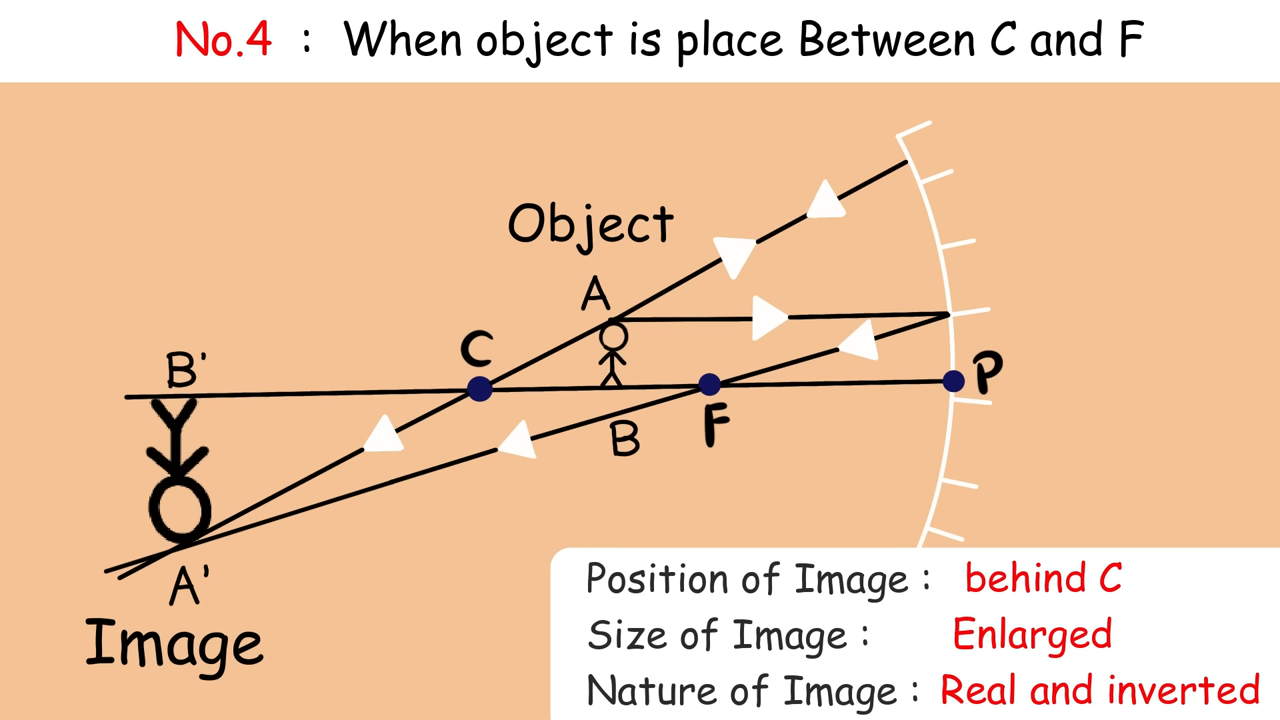 No.4 : When object is place Between C and F
Object
A
C
B'
P
F
B
A'
Image
Position of Image : behind C
Size of Image : Enlarged
Nature of Image : Real and inverted